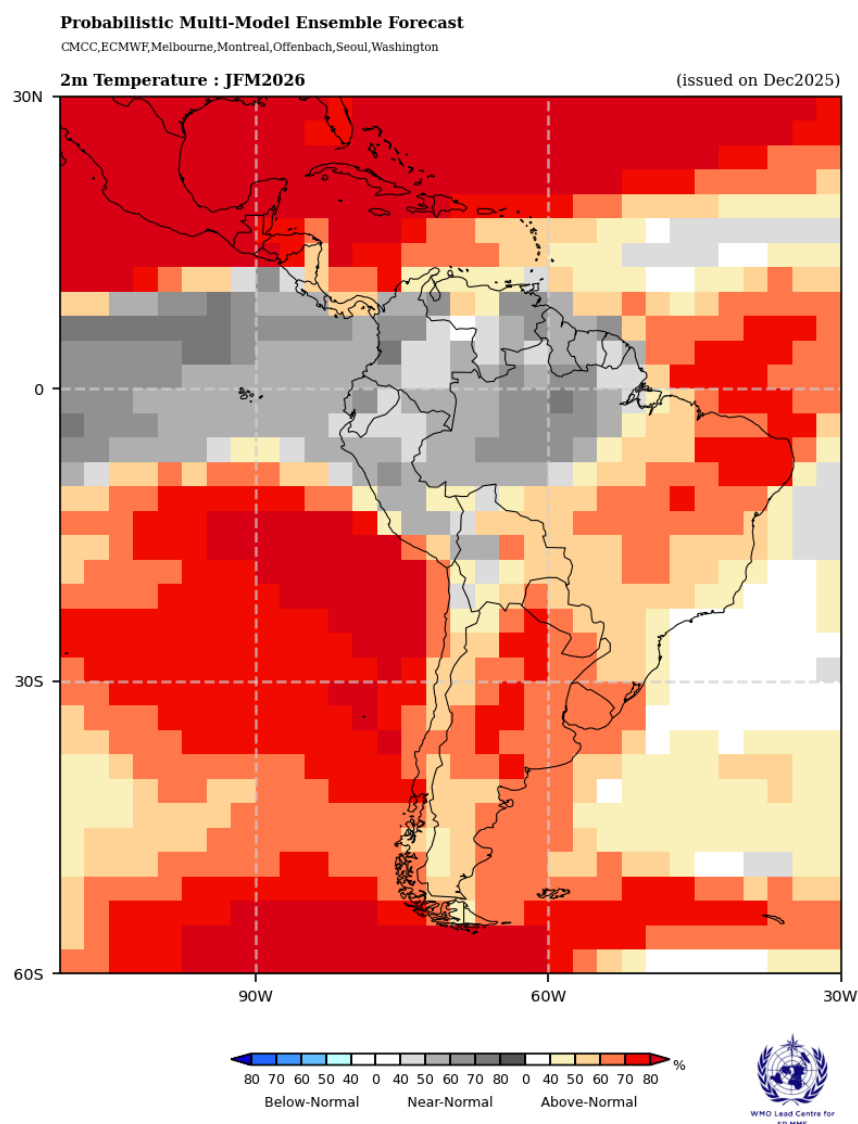 Probabilistic Multi-Model Ensemble Forecast
CMCC,ECMWF,Melbourne,Montreal,Offenbach,Seoul,Washington
2m Temperature : JFM2026 (issued on Dec2025)
30N
0
30S
60S
90W 60W 30W
80 70 60 50 40 0 40 50 60 70 80 0 40 50 60 70 80 %
Below-Normal Near-Normal Above-Normal
WMO Lead Centre for